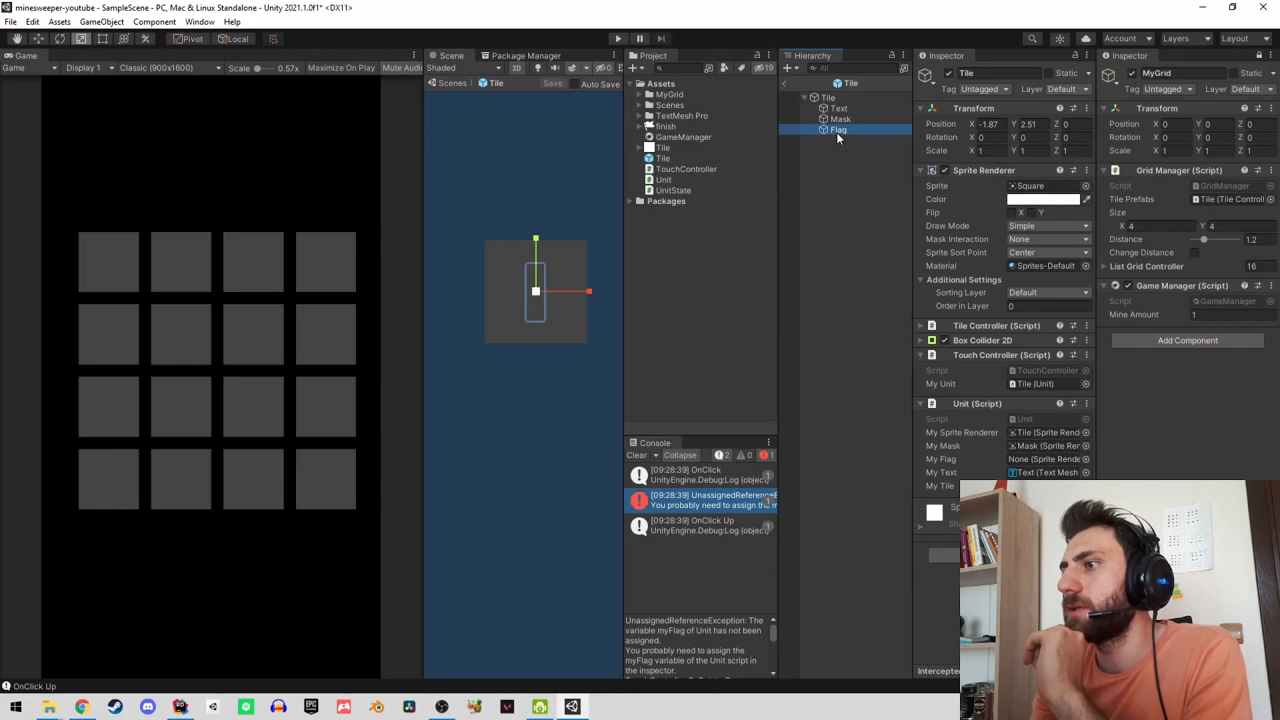 minesweeper-youtube - SampleScene - PC, Mac & Linux Standalone - Unity 2021.1.0f1* <DX11>
File Edit Assets GameObject Component Window Help
Pivot Local Account Layers Layout
Game Scene Package Manager Project Hierarchy Inspector Inspector
Game Display 1 Classic (900x1600) Scale 0.57x Maximize On Play Mute Audi
Shaded 2D 19 All
Scenes Tile Save Auto Save
Assets
MyGrid
Scenes
TextMesh Pro
finish
GameManager
Tile
Tile
TouchController
Unit
UnitState
Packages
Tile
Tile
Text
Mask
Flag
Tile Static
Tag Untagged Layer Default
Transform
Position X -1.87 Y 2.51 Z 0
Rotation X 0 Y 0 Z 0
Scale X 1 Y 1 Z 1
Sprite Renderer
Sprite Square
Color
Flip X Y
Draw Mode Simple
Mask Interaction None
Sprite Sort Point Center
Material Sprites-Default
Additional Settings
Sorting Layer Default
Order in Layer 0
Tile Controller (Script)
Box Collider 2D
Touch Controller (Script)
Script TouchController
My Unit Tile (Unit)
Unit (Script)
Script Unit
My Sprite Renderer Tile (Sprite Rend
My Mask Mask (Sprite Ren
My Flag None (Sprite Rende
My Text Text (Text Mesh
My Tile
Intercepted
MyGrid Static
Tag Untagged Layer Default
Transform
Position X 0 Y 0 Z 0
Rotation X 0 Y 0 Z 0
Scale X 1 Y 1 Z 1
Grid Manager (Script)
Script GridManager
Tile Prefabs Tile (Tile Controll
Size
X 4 Y 4
Distance 1.2
Change Distance
List Grid Controller 16
Game Manager (Script)
Script GameManager
Mine Amount 1
Add Component
Console
Clear Collapse 2 0 1
[09:28:39] OnClick
UnityEngine.Debug:Log (object) 1
[09:28:39] UnassignedReferenceE
You probably need to assign the m 1
[09:28:39] OnClick Up
UnityEngine.Debug:Log (object) 1
UnassignedReferenceException: The
variable myFlag of Unit has not been
assigned.
You probably need to assign the
myFlag variable of the Unit script in
the inspector.
OnClick Up